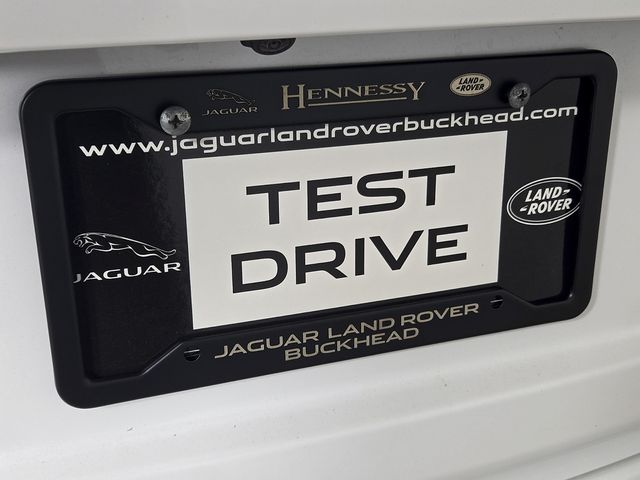 JAGUAR HENNESSY LAND ROVER
www.jaguarlandroverbuckhead.com
TEST
DRIVE
JAGUAR
LAND-
-ROVER
JAGUAR LAND ROVER
BUCKHEAD